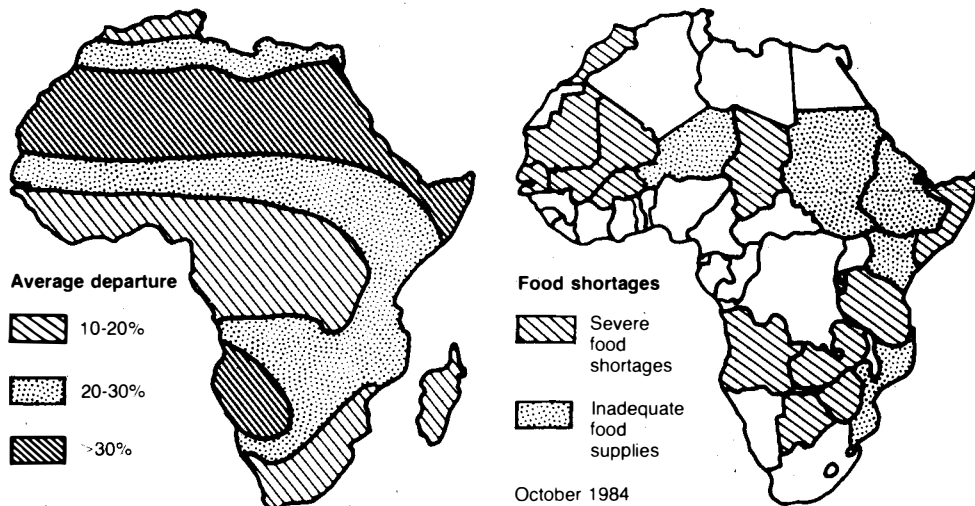 Average departure
10-20%
20-30%
>30%
Food shortages
Severe
food
shortages
Inadequate
food
supplies
October 1984